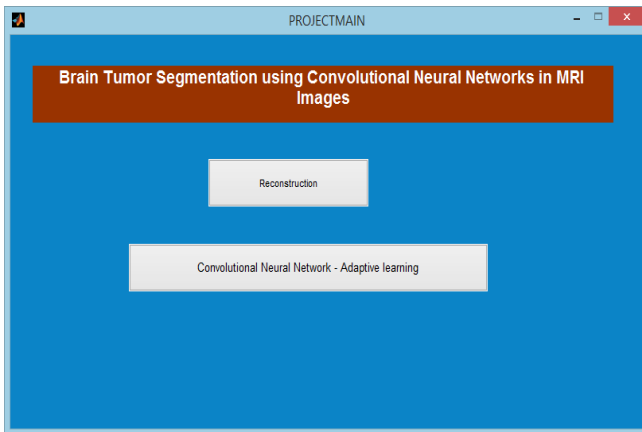 PROJECTMAIN
Brain Tumor Segmentation using Convolutional Neural Networks in MRI
Images
Reconstruction
Convolutional Neural Network - Adaptive learning